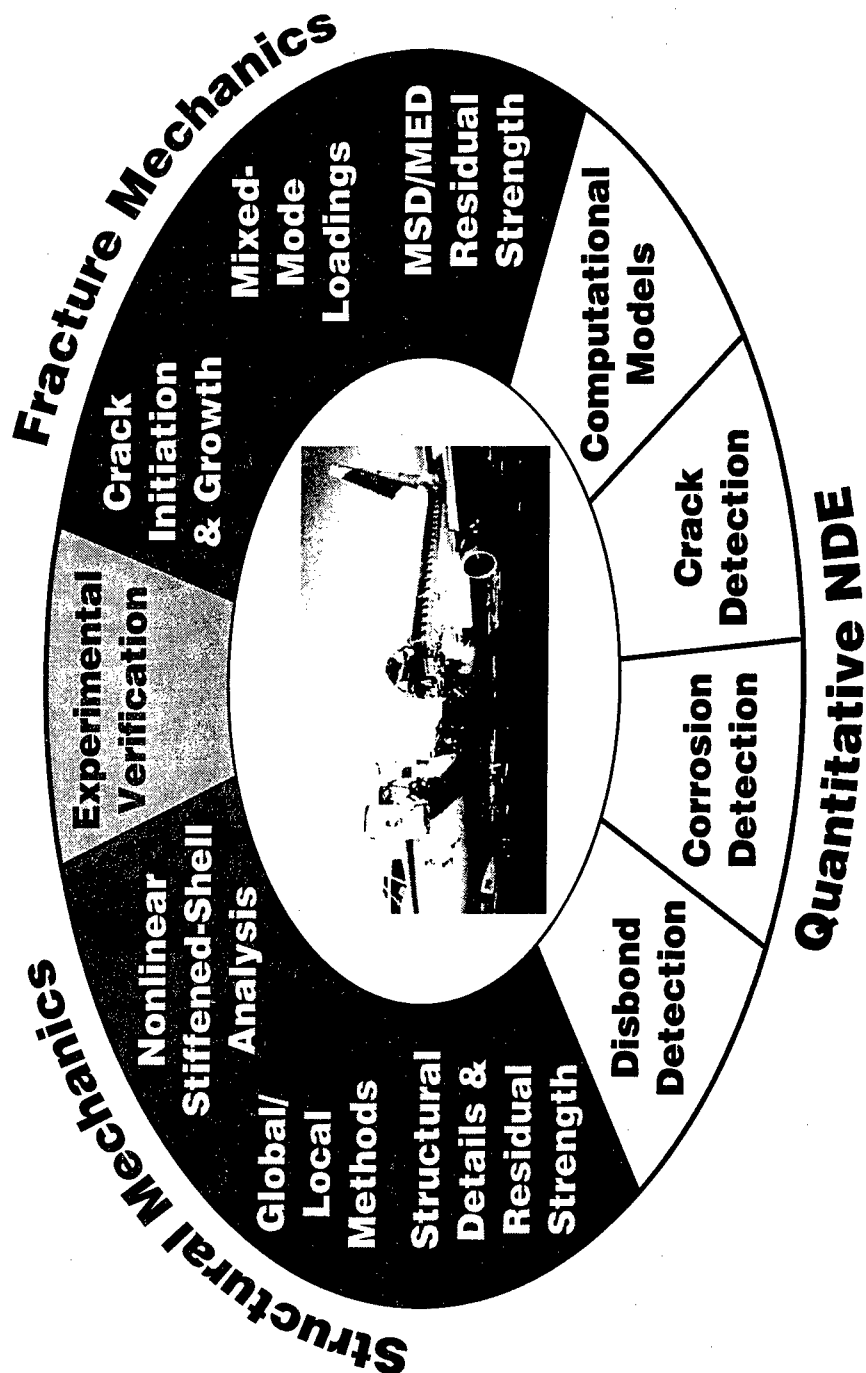 Structural Mechanics
Fracture Mechanics
Quantitative NDE
Experimental
Verification
Nonlinear
Stiffened-Shell
Analysis
Global/
Local
Methods
Structural
Details &
Residual
Strength
Crack
Initiation
& Growth
Mixed-
Mode
Loadings
MSD/MED
Residual
Strength
Disbond
Detection
Corrosion
Detection
Crack
Detection
Computational
Models